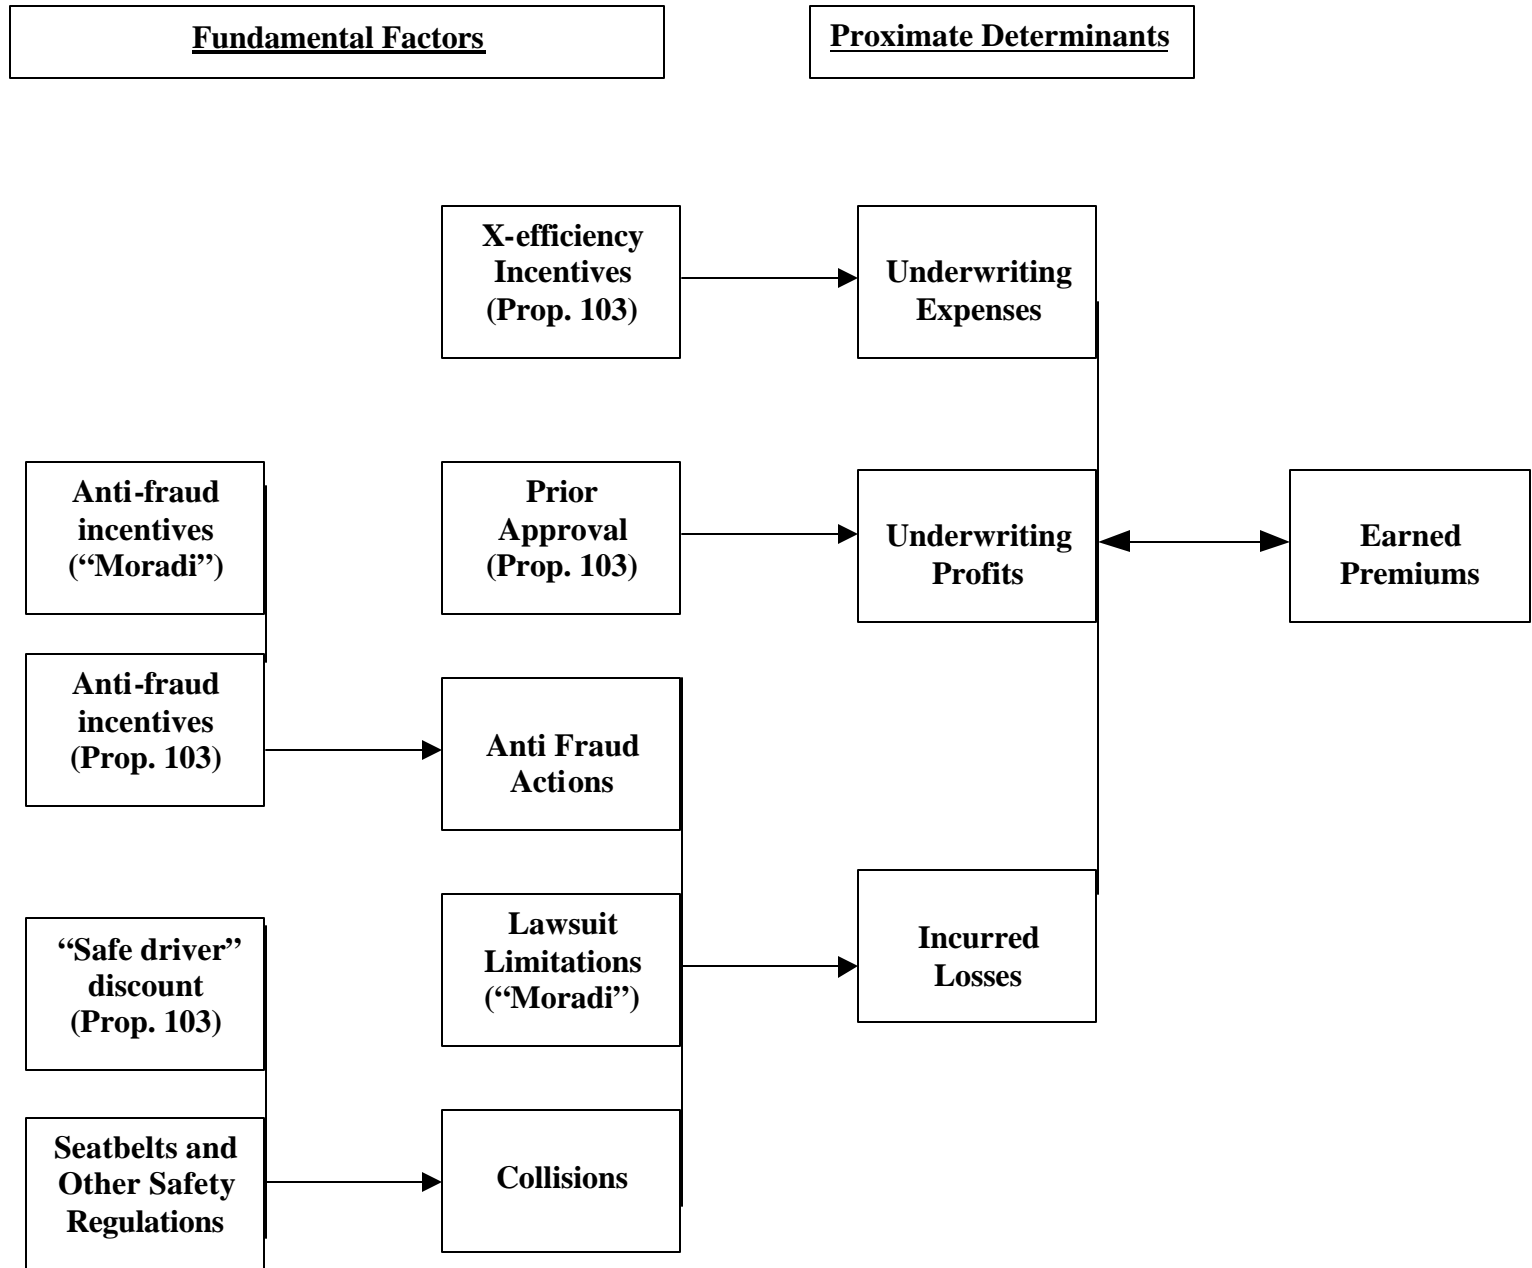 Fundamental Factors
Proximate Determinants
X-efficiency
Incentives
(Prop. 103)
Underwriting
Expenses
Anti-fraud
incentives
(“Moradi”)
Prior
Approval
(Prop. 103)
Underwriting
Profits
Earned
Premiums
Anti-fraud
incentives
(Prop. 103)
Anti Fraud
Actions
“Safe driver”
discount
(Prop. 103)
Lawsuit
Limitations
(“Moradi”)
Incurred
Losses
Seatbelts and
Other Safety
Regulations
Collisions